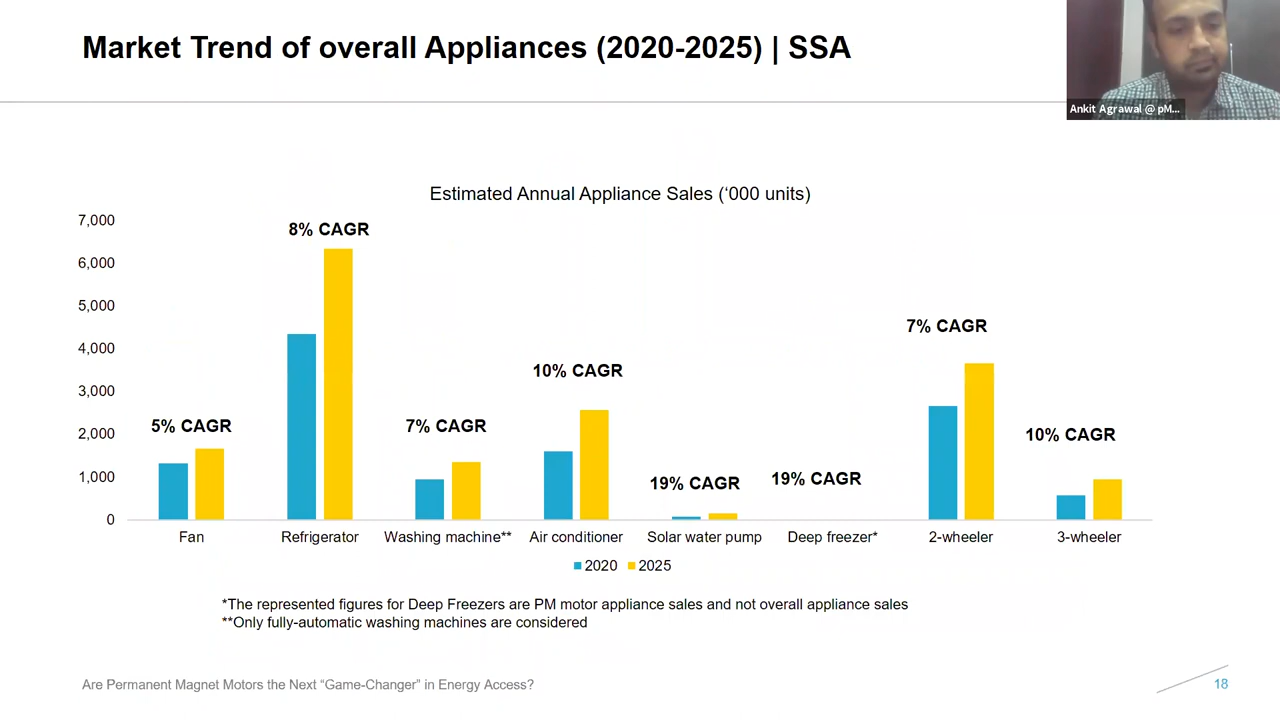 Market Trend of overall Appliances (2020-2025) | SSA
Ankit Agrawal @ pM...
Estimated Annual Appliance Sales (‘000 units)
7,000
6,000
5,000
4,000
3,000
2,000
1,000
0
5% CAGR
8% CAGR
7% CAGR
10% CAGR
19% CAGR
19% CAGR
7% CAGR
10% CAGR
Fan
Refrigerator
Washing machine**
Air conditioner
Solar water pump
Deep freezer*
2-wheeler
3-wheeler
2020
2025
*The represented figures for Deep Freezers are PM motor appliance sales and not overall appliance sales
**Only fully-automatic washing machines are considered
Are Permanent Magnet Motors the Next “Game-Changer” in Energy Access?
18